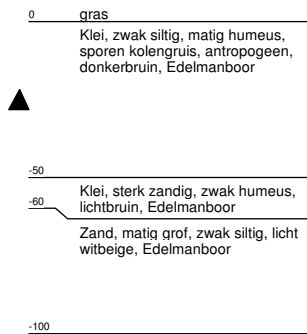 0 gras
Klei, zwak siltig, matig humeus,
sporen kolengruis, antropogeen,
donkerbruin, Edelmanboor
-50
Klei, sterk zandig, zwak humeus,
lichtbruin, Edelmanboor
-60
Zand, matig grof, zwak siltig, licht
witbeige, Edelmanboor
-100